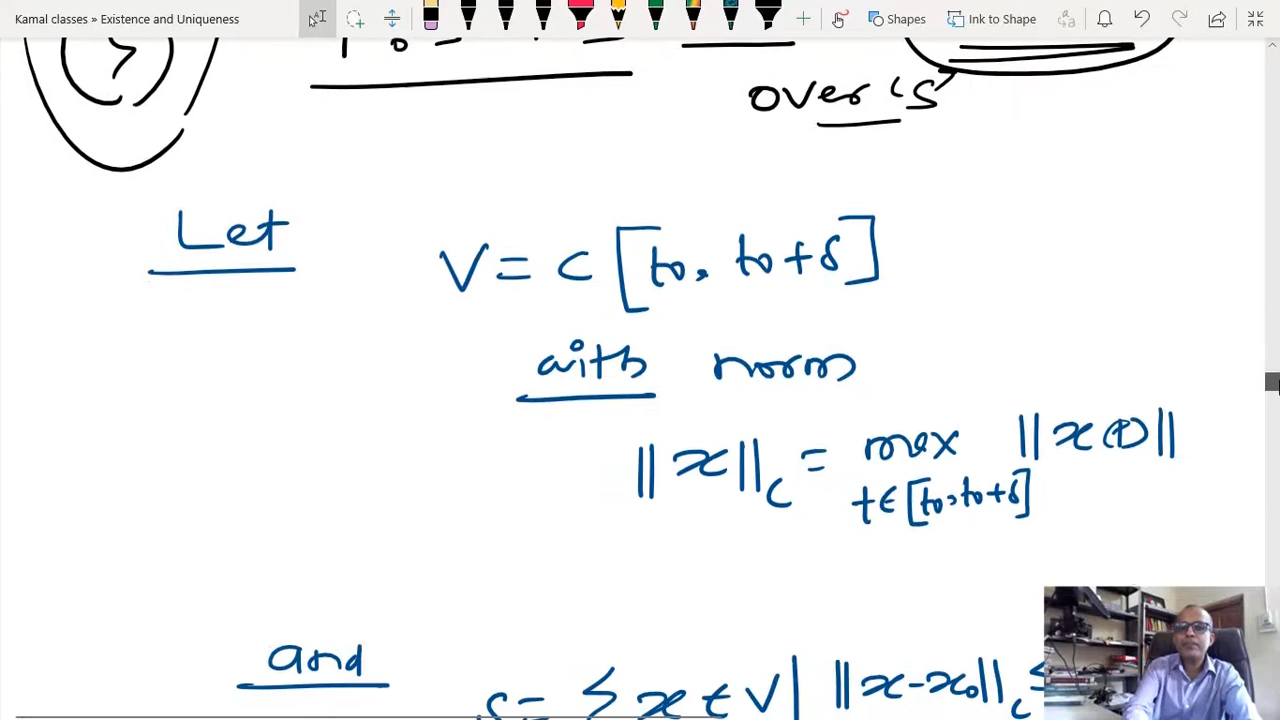 Kamal classes » Existence and Uniqueness
Shapes
Ink to Shape
over 'S'
Let
V = C [t0, t0+δ]
with norm
||x||_C = max ||x(t)||
t∈[t0, t0+δ]
and
S = { x ∈ V | ||x-x0||_C ≤